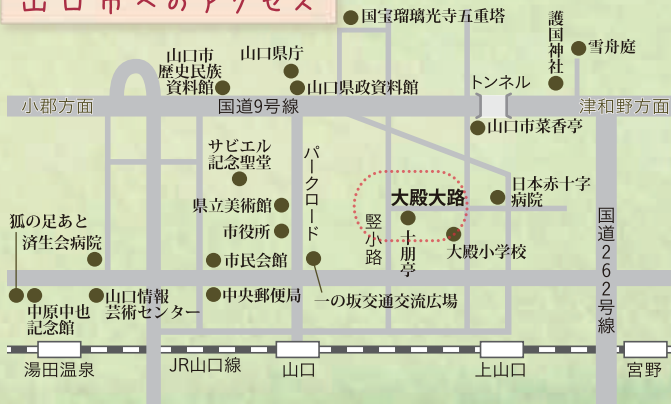 山口市へのアクセス
国宝瑠璃光寺五重塔
護国神社
雪舟庭
山口市
歴史民族
資料館
山口県庁
山口県政資料館
トンネル
小郡方面
国道9号線
津和野方面
山口市菜香亭
サビエル
記念聖堂
パークロード
日本赤十字
病院
大殿大路
県立美術館
竪小路
市役所
十朋亭
大殿小学校
国道262号線
狐の足あと
済生会病院
市民会館
山口情報
芸術センター
中央郵便局
一の坂交通交流広場
中原中也
記念館
湯田温泉
JR山口線
山口
上山口
宮野